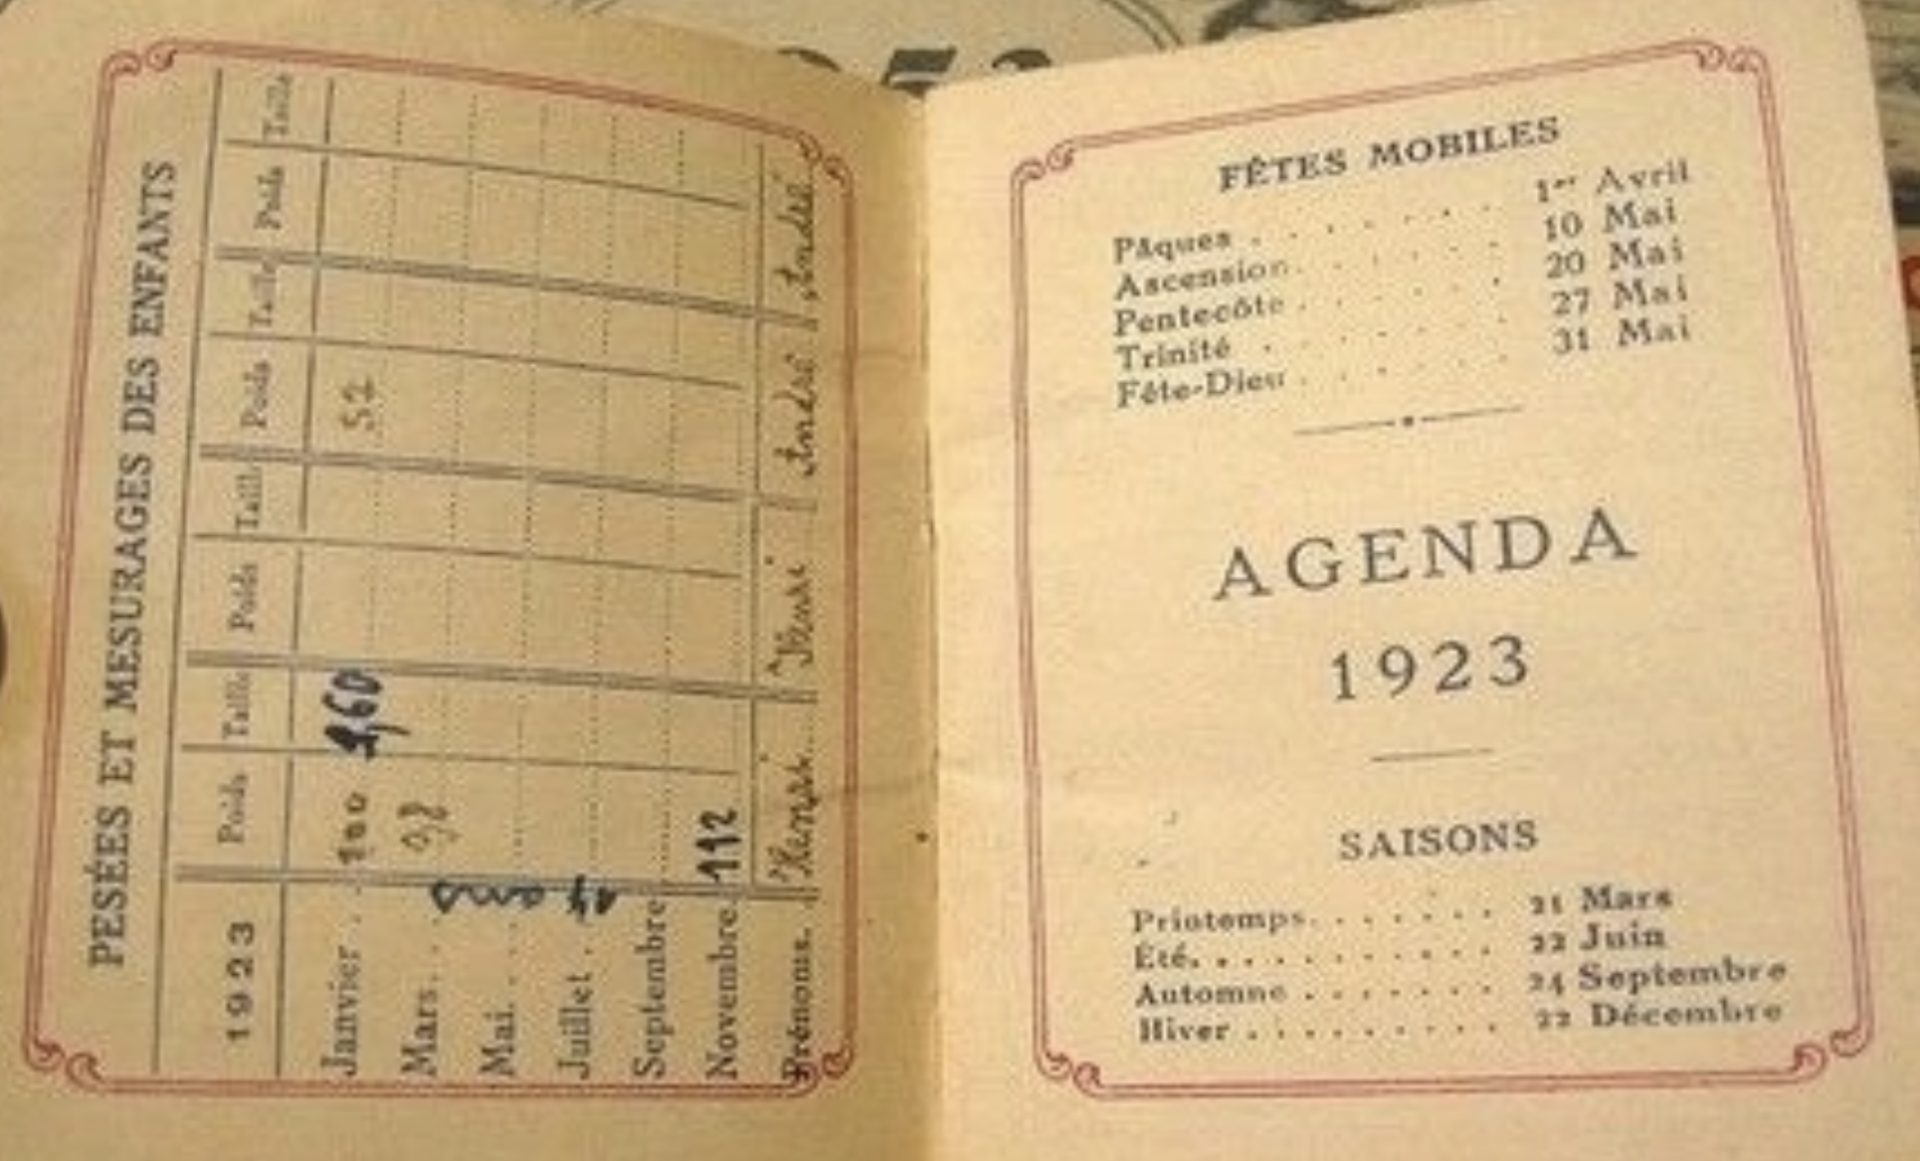 PESÉES ET MESURAGES DES ENFANTS
1923 Poids Taille Poids Taille Poids Taille Poids Taille
Janvier . . 100 1,60 52
Mars. . . 98
Mai. . . .
Juillet . .
Septembre
Novembre. 112
ans
Prénoms. Henri Henri André André
FÊTES MOBILES
Pâques . . . . . . . 1er Avril
Ascension. . . . . . 10 Mai
Pentecôte . . . . . . 20 Mai
Trinité . . . . . . . 27 Mai
Fête-Dieu . . . . . . 31 Mai
AGENDA
1923
SAISONS
Printemps. . . . . . . 21 Mars
Été. . . . . . . . . . . 22 Juin
Automne . . . . . . . 24 Septembre
Hiver . . . . . . . . . 22 Décembre